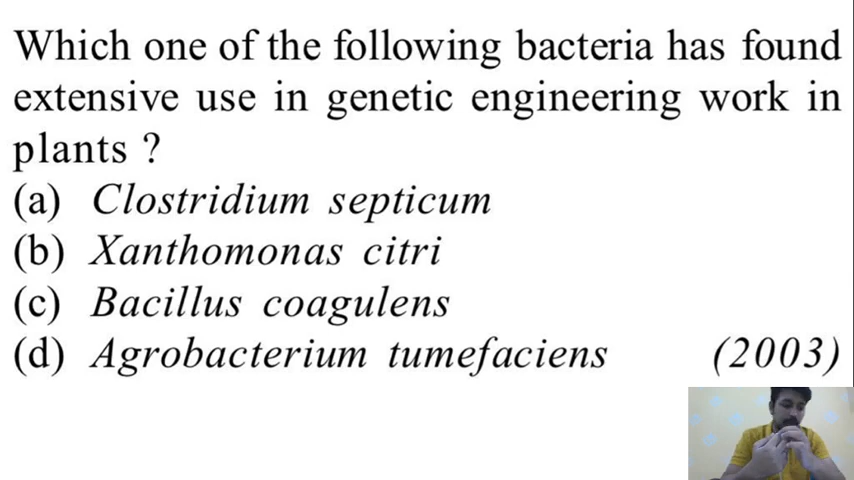 Which one of the following bacteria has found
extensive use in genetic engineering work in
plants ?
(a) Clostridium septicum
(b) Xanthomonas citri
(c) Bacillus coagulens
(d) Agrobacterium tumefaciens (2003)